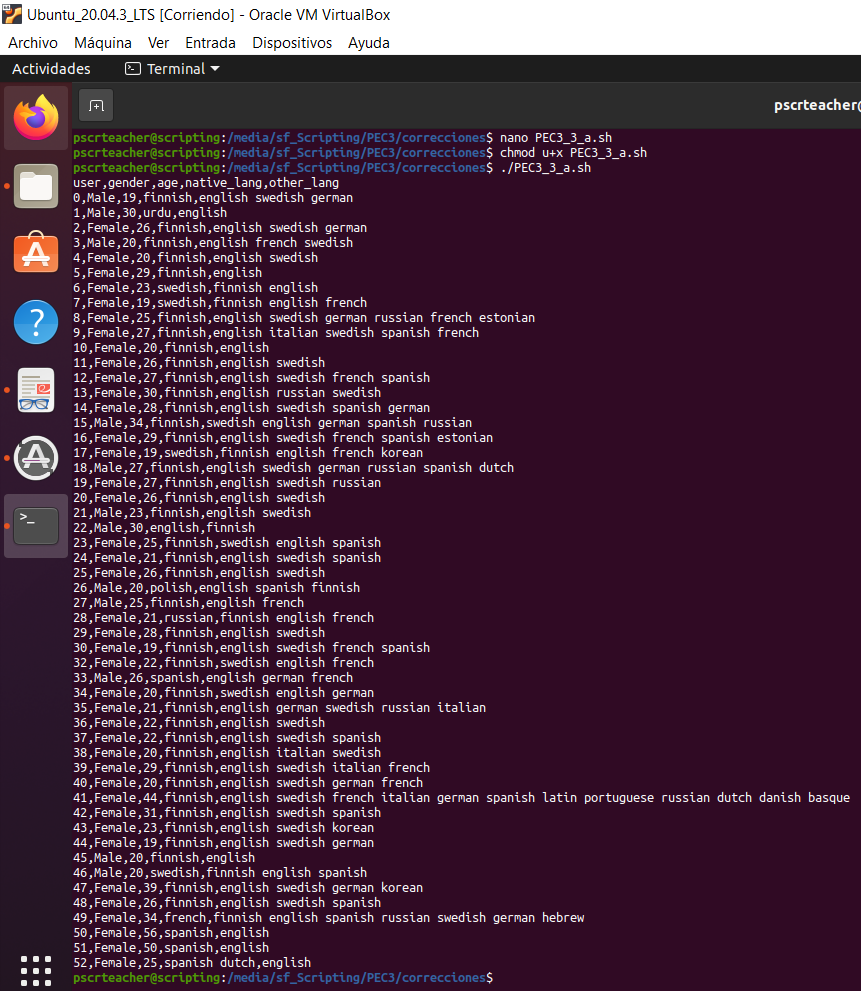 Ubuntu_20.04.3_LTS [Corriendo] - Oracle VM VirtualBox
Archivo Máquina Ver Entrada Dispositivos Ayuda
Actividades Terminal
pscrteacher@
pscrteacher@scripting:/media/sf_Scripting/PEC3/correcciones$ nano PEC3_3_a.sh
pscrteacher@scripting:/media/sf_Scripting/PEC3/correcciones$ chmod u+x PEC3_3_a.sh
pscrteacher@scripting:/media/sf_Scripting/PEC3/correcciones$ ./PEC3_3_a.sh
user,gender,age,native_lang,other_lang
0,Male,19,finnish,english swedish german
1,Male,30,urdu,english
2,Female,26,finnish,english swedish german
3,Male,20,finnish,english french swedish
4,Female,20,finnish,english swedish
5,Female,29,finnish,english
6,Female,23,swedish,finnish english
7,Female,19,swedish,finnish english french
8,Female,25,finnish,english swedish german russian french estonian
9,Female,27,finnish,english italian swedish spanish french
10,Female,20,finnish,english
11,Female,26,finnish,english swedish
12,Female,27,finnish,english swedish french spanish
13,Female,30,finnish,english russian swedish
14,Female,28,finnish,english swedish spanish german
15,Male,34,finnish,swedish english german spanish russian
16,Female,29,finnish,english swedish french spanish estonian
17,Female,19,swedish,finnish english french korean
18,Male,27,finnish,english swedish german russian spanish dutch
19,Female,27,finnish,english swedish russian
20,Female,26,finnish,english swedish
21,Male,23,finnish,english swedish
22,Male,30,english,finnish
23,Female,25,finnish,swedish english spanish
24,Female,21,finnish,english swedish spanish
25,Female,26,finnish,english swedish
26,Male,20,polish,english spanish finnish
27,Male,25,finnish,english french
28,Female,21,russian,finnish english french
29,Female,28,finnish,english swedish
30,Female,19,finnish,english swedish french spanish
32,Female,22,finnish,swedish english french
33,Male,26,spanish,english german french
34,Female,20,finnish,swedish english german
35,Female,21,finnish,english german swedish russian italian
36,Female,22,finnish,english swedish
37,Female,22,finnish,english swedish spanish
38,Female,20,finnish,english italian swedish
39,Female,29,finnish,english swedish italian french
40,Female,20,finnish,english swedish german french
41,Female,44,finnish,english swedish french italian german spanish latin portuguese russian dutch danish basque
42,Female,31,finnish,english swedish spanish
43,Female,23,finnish,english swedish korean
44,Female,19,finnish,english swedish german
45,Male,20,finnish,english
46,Male,20,swedish,finnish english spanish
47,Female,39,finnish,english swedish german korean
48,Female,26,finnish,english swedish spanish
49,Female,34,french,finnish english spanish russian swedish german hebrew
50,Female,56,spanish,english
51,Female,50,spanish,english
52,Female,25,spanish dutch,english
pscrteacher@scripting:/media/sf_Scripting/PEC3/correcciones$